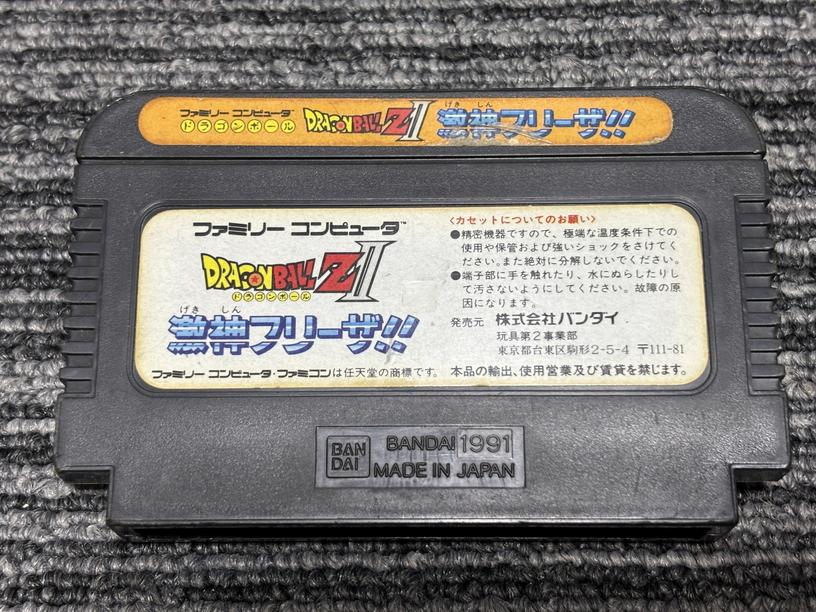 ファミリー コンピュータ
ドラゴンボール
DRAGONBALL Z II
げき しん
激神フリーザ!!
ファミリー コンピュータ™
DRAGONBALL Z II
ドラゴンボール
げき しん
激神フリーザ!!
ファミリー コンピュータ・ファミコンは任天堂の商標です。
〈カセットについてのお願い〉
●精密機器ですので、極端な温度条件下での
使用や保管および強いショックをさけてく
ださい。また絶対に分解しないでください。
●端子部に手を触れたり、水にぬらしたりし
て汚さないようにしてください。故障の原
因になります。
発売元 株式会社バンダイ
玩具第2事業部
東京都台東区駒形2-5-4 〒111-81
本品の輸出、使用営業及び賃貸を禁じます。
BAN
DAI
BANDAI 1991
MADE IN JAPAN